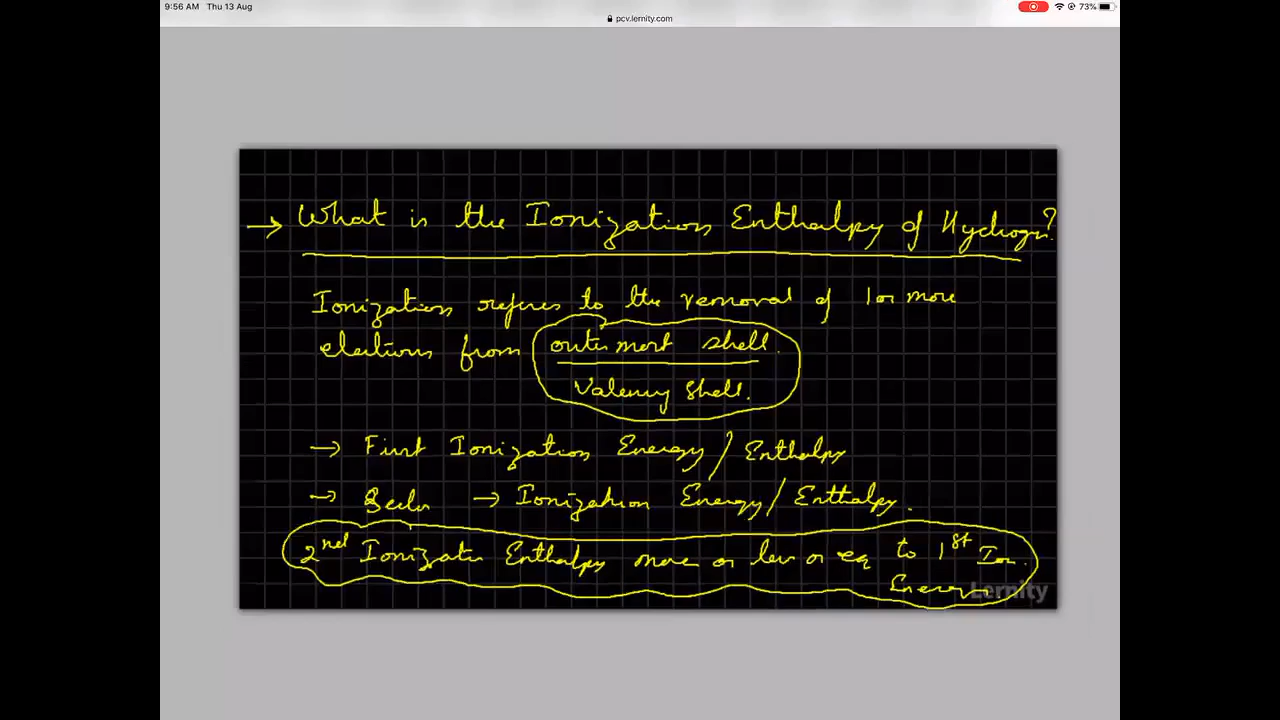 9:56 AM Thu 13 Aug 73%
pcv.lernity.com
→ What is the Ionization Enthalpy of Hydrogen?
Ionization referes to the removal of 1 or more
electrons from outermost shell.
Valency shell.
→ First Ionization Energy / Enthalpy
→ → Ionization Energy / Enthalpy.
2nd Ionizatin Enthalpy more or less or eq to 1st Ion.
Energy.
Lernity